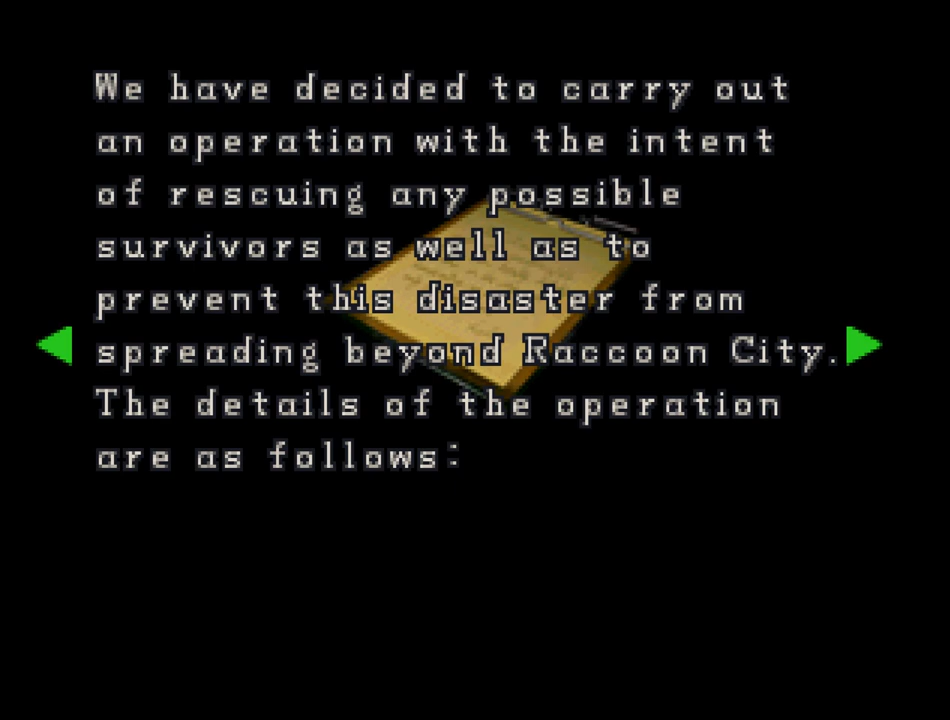 We have decided to carry out
an operation with the intent
of rescuing any possible
survivors as well as to
prevent this disaster from
spreading beyond Raccoon City.
The details of the operation
are as follows: